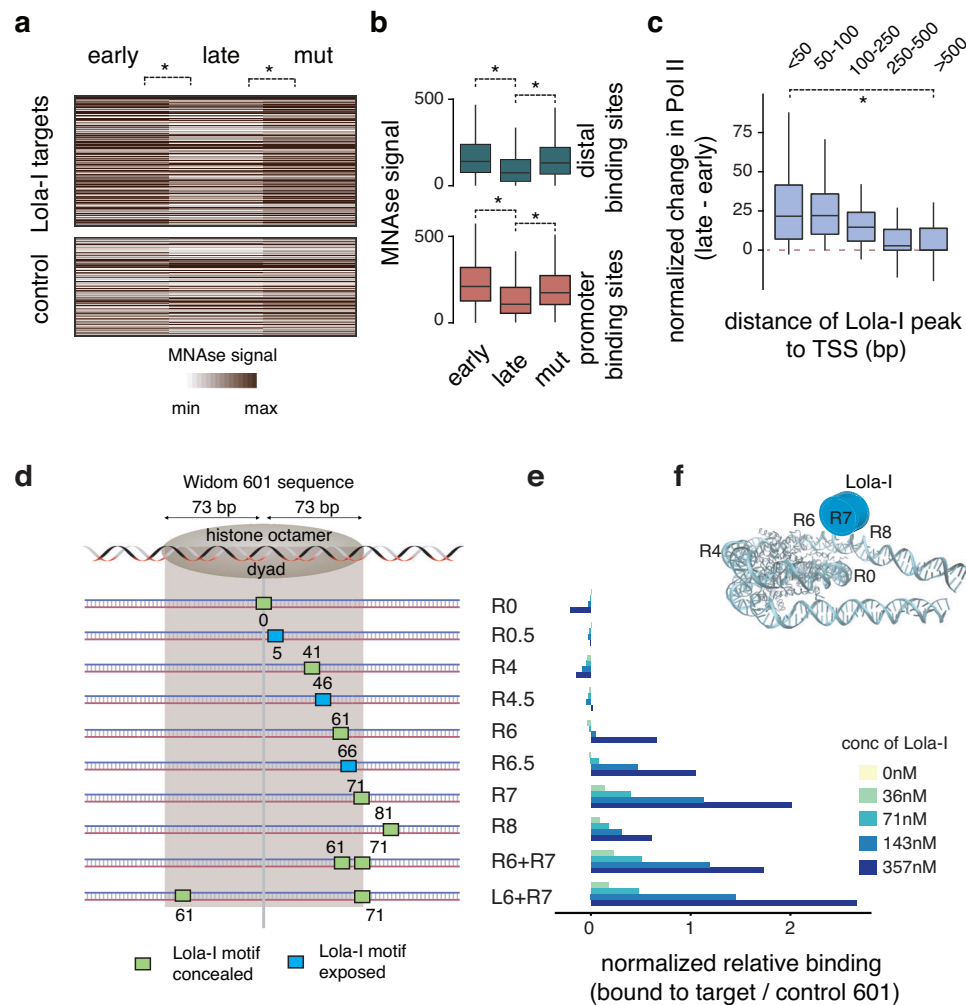 a
early
late
mut
*
*
Lola-I targets
control
MNAse signal
min
max
b
MNAse signal
500
0
*
*
distal
binding sites
500
0
*
*
promoter
binding sites
early
late
mut
c
<50
50-100
100-250
250-500
>500
*
normalized change in Pol II
(late - early)
75
50
25
0
distance of Lola-I peak
to TSS (bp)
d
Widom 601 sequence
73 bp
73 bp
histone octamer
dyad
0
5
41
46
61
66
71
81
61
71
61
71
Lola-I motif
concealed
Lola-I motif
exposed
e
R0
R0.5
R4
R4.5
R6
R6.5
R7
R8
R6+R7
L6+R7
0
1
2
normalized relative binding
(bound to target / control 601)
conc of Lola-I
0nM
36nM
71nM
143nM
357nM
f
Lola-I
R6
R7
R8
R4
R0